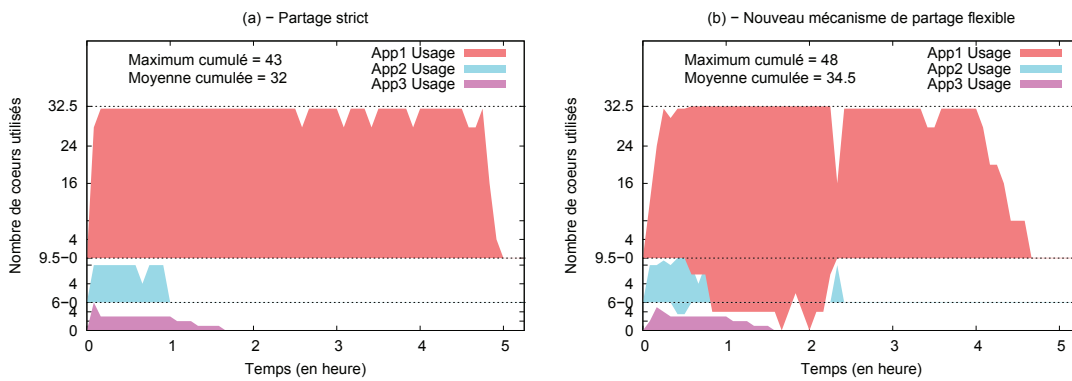 (a) – Partage strict
Maximum cumulé = 43
Moyenne cumulée = 32
App1 Usage
App2 Usage
App3 Usage
Nombre de coeurs utilisés
32.5
24
16
4
9.5–0
4
6–0
4
2
0
0 1 2 3 4 5
Temps (en heure)
(b) – Nouveau mécanisme de partage flexible
Maximum cumulé = 48
Moyenne cumulée = 34.5
App1 Usage
App2 Usage
App3 Usage
Nombre de coeurs utilisés
32.5
24
16
4
9.5–0
4
6–0
4
2
0
0 1 2 3 4 5
Temps (en heure)